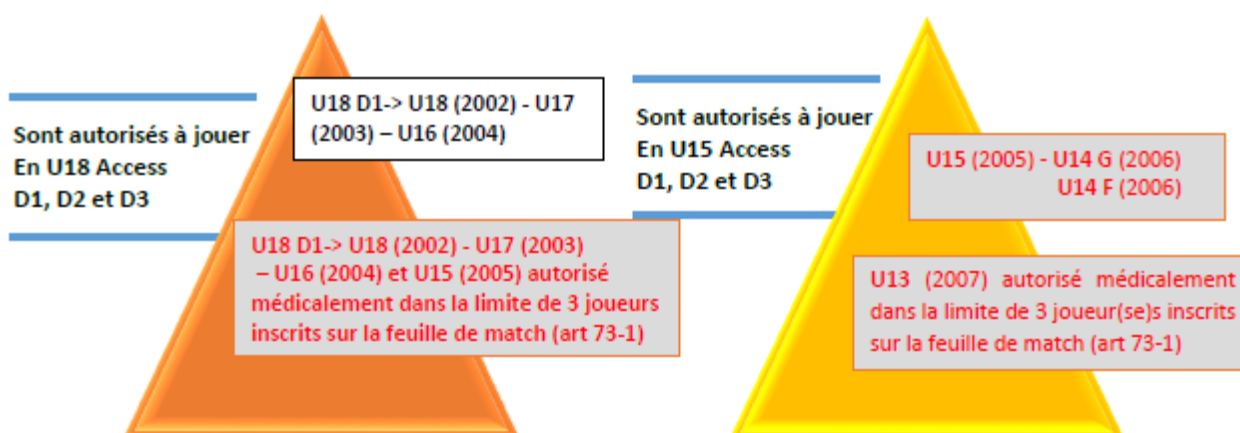 Sont autorisés à jouer
En U18 Access
D1, D2 et D3
U18 D1-> U18 (2002) - U17
(2003) – U16 (2004)
U18 D1-> U18 (2002) - U17 (2003)
– U16 (2004) et U15 (2005) autorisé
médicalement dans la limite de 3 joueurs
inscrits sur la feuille de match (art 73-1)
Sont autorisés à jouer
En U15 Access
D1, D2 et D3
U15 (2005) - U14 G (2006)
U14 F (2006)
U13 (2007) autorisé médicalement
dans la limite de 3 joueur(se)s inscrits
sur la feuille de match (art 73-1)